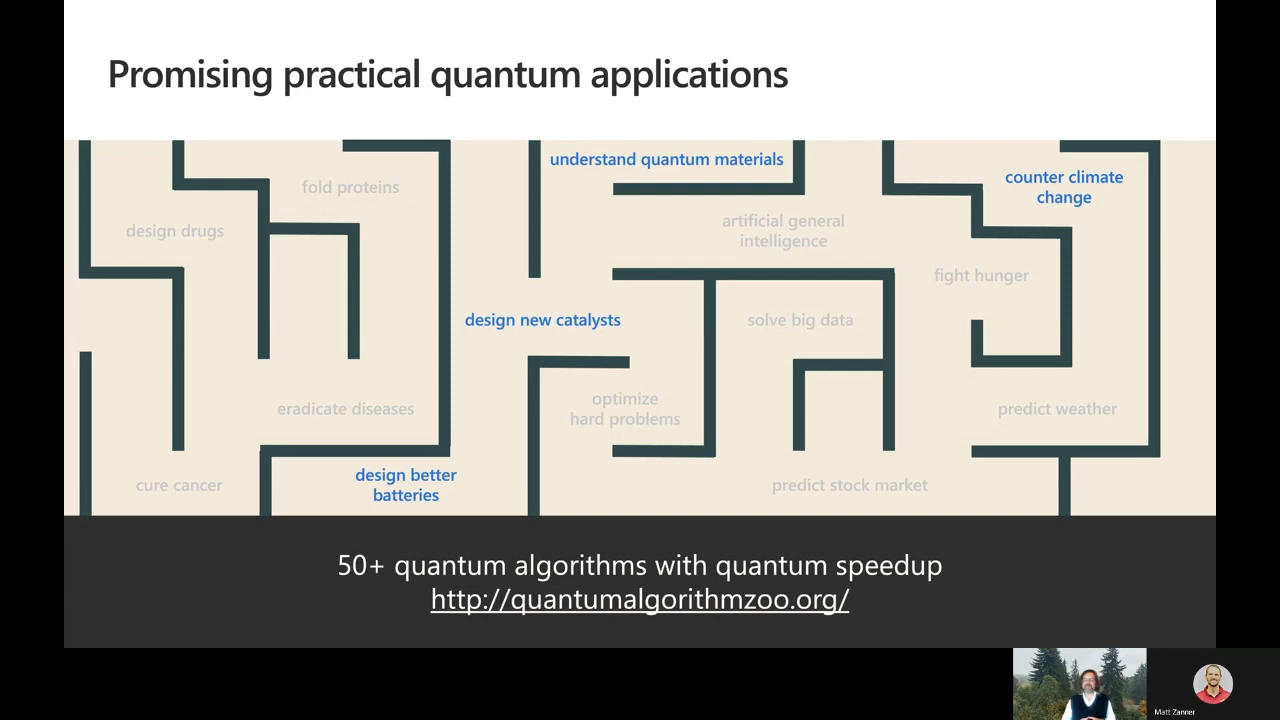 Promising practical quantum applications
understand quantum materials
counter climate
change
fold proteins
artificial general
intelligence
design drugs
fight hunger
design new catalysts
solve big data
optimize
hard problems
eradicate diseases
predict weather
cure cancer
design better
batteries
predict stock market
50+ quantum algorithms with quantum speedup
http://quantumalgorithmzoo.org/
Matt Zanner